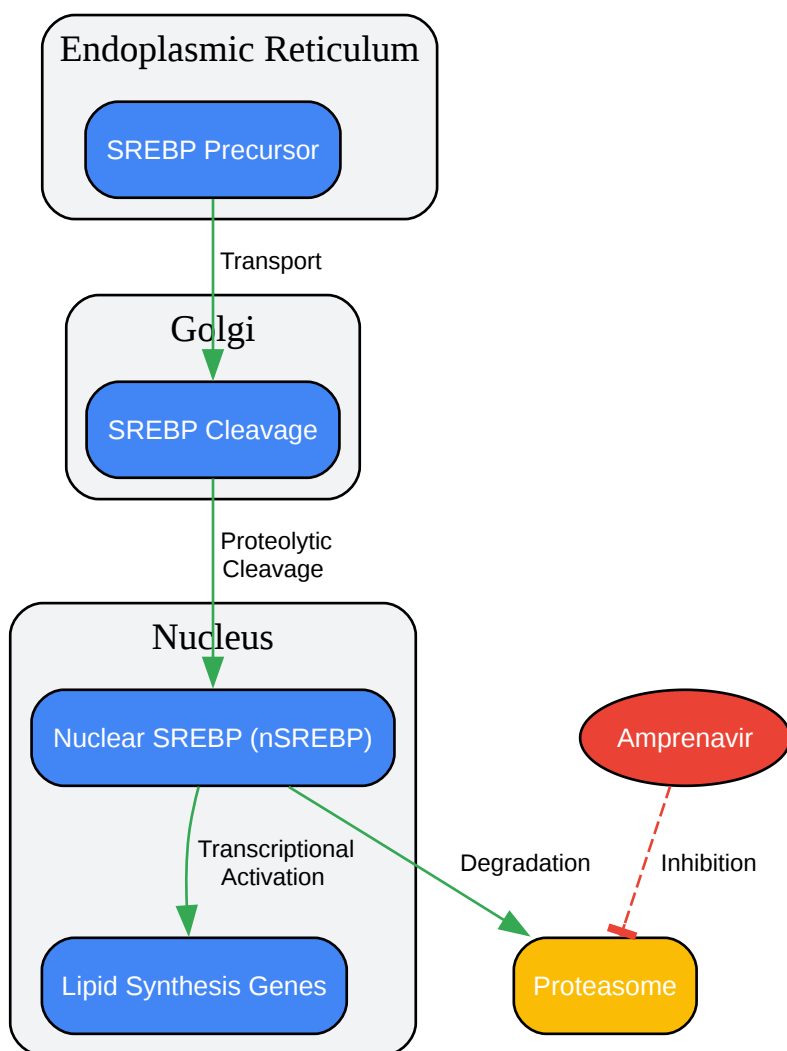 Endoplasmic Reticulum
SREBP Precursor
Transport
Golgi
SREBP Cleavage
Proteolytic
Cleavage
Nucleus
Nuclear SREBP (nSREBP)
Amprenavir
Transcriptional
Activation
Degradation
Inhibition
Lipid Synthesis Genes
Proteasome